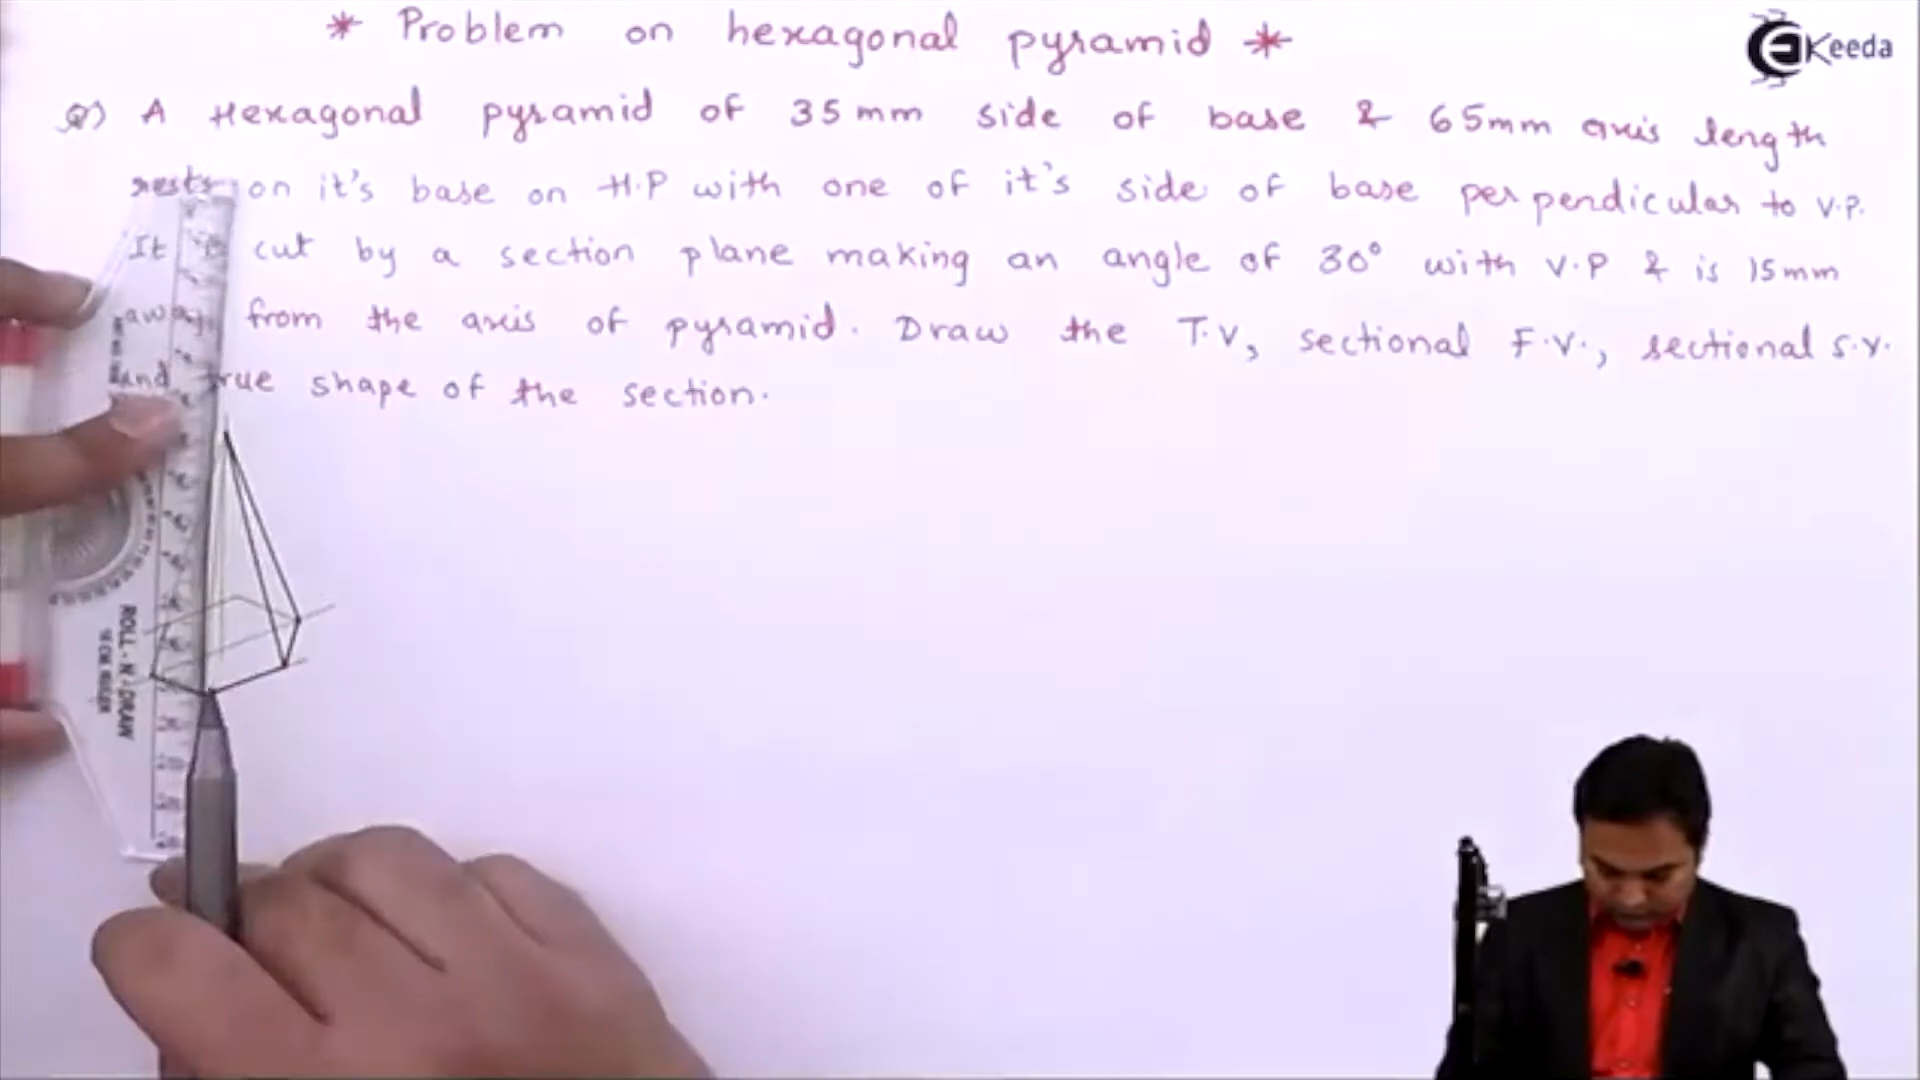 * Problem on hexagonal pyramid *
EKeeda
Q) A Hexagonal pyramid of 35mm side of base & 65mm axis length
rests on it's base on H.P with one of it's side of base perpendicular to V.P.
It is cut by a section plane making an angle of 30° with V.P & is 15mm
away from the axis of pyramid. Draw the T.V, sectional F.V., sectional S.V.
and true shape of the section.
ROLL-N-DRAW